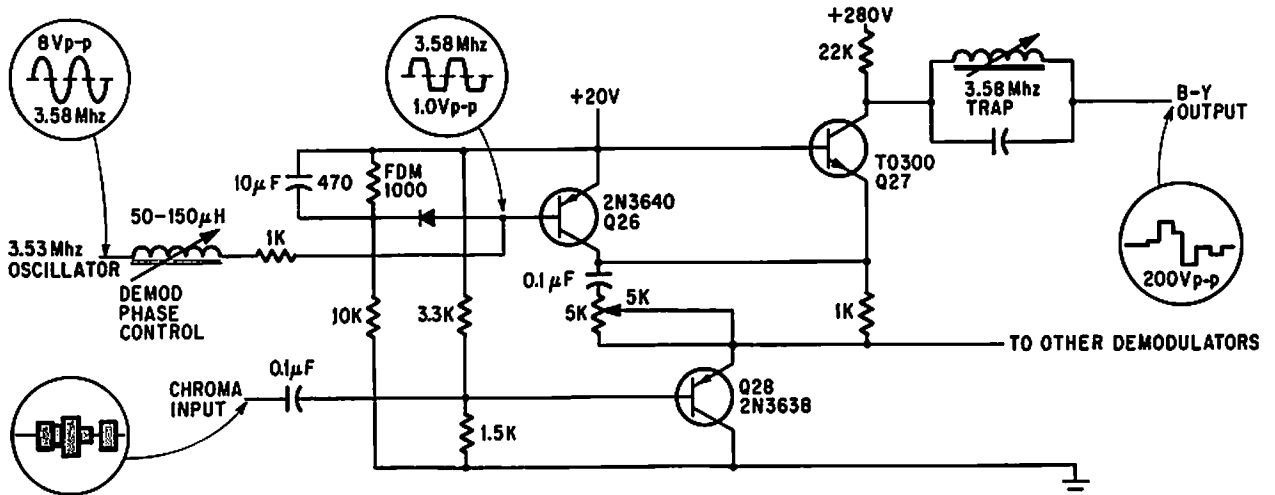 8Vp-p
3.58Mhz
3.58Mhz
1.0Vp-p
+20V
+280V
22K
3.58Mhz
TRAP
B-Y
OUTPUT
TO300
Q27
200Vp-p
10µF
470
FDM
1000
2N3640
Q26
50-150µH
3.53Mhz
OSCILLATOR
1K
DEMOD
PHASE
CONTROL
10K
3.3K
0.1µF
5K
5K
1K
TO OTHER DEMODULATORS
CHROMA
INPUT
0.1µF
1.5K
Q28
2N3638